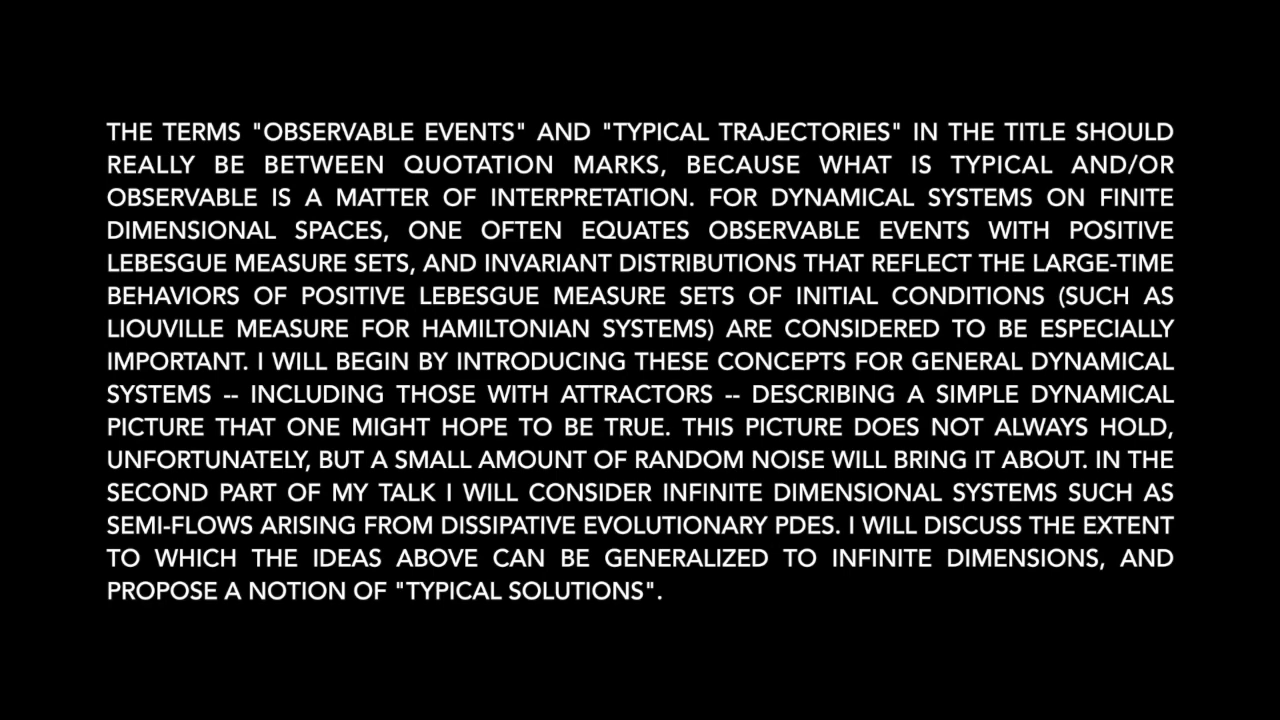 THE TERMS "OBSERVABLE EVENTS" AND "TYPICAL TRAJECTORIES" IN THE TITLE SHOULD
REALLY BE BETWEEN QUOTATION MARKS, BECAUSE WHAT IS TYPICAL AND/OR
OBSERVABLE IS A MATTER OF INTERPRETATION. FOR DYNAMICAL SYSTEMS ON FINITE
DIMENSIONAL SPACES, ONE OFTEN EQUATES OBSERVABLE EVENTS WITH POSITIVE
LEBESGUE MEASURE SETS, AND INVARIANT DISTRIBUTIONS THAT REFLECT THE LARGE-TIME
BEHAVIORS OF POSITIVE LEBESGUE MEASURE SETS OF INITIAL CONDITIONS (SUCH AS
LIOUVILLE MEASURE FOR HAMILTONIAN SYSTEMS) ARE CONSIDERED TO BE ESPECIALLY
IMPORTANT. I WILL BEGIN BY INTRODUCING THESE CONCEPTS FOR GENERAL DYNAMICAL
SYSTEMS -- INCLUDING THOSE WITH ATTRACTORS -- DESCRIBING A SIMPLE DYNAMICAL
PICTURE THAT ONE MIGHT HOPE TO BE TRUE. THIS PICTURE DOES NOT ALWAYS HOLD,
UNFORTUNATELY, BUT A SMALL AMOUNT OF RANDOM NOISE WILL BRING IT ABOUT. IN THE
SECOND PART OF MY TALK I WILL CONSIDER INFINITE DIMENSIONAL SYSTEMS SUCH AS
SEMI-FLOWS ARISING FROM DISSIPATIVE EVOLUTIONARY PDES. I WILL DISCUSS THE EXTENT
TO WHICH THE IDEAS ABOVE CAN BE GENERALIZED TO INFINITE DIMENSIONS, AND
PROPOSE A NOTION OF "TYPICAL SOLUTIONS".